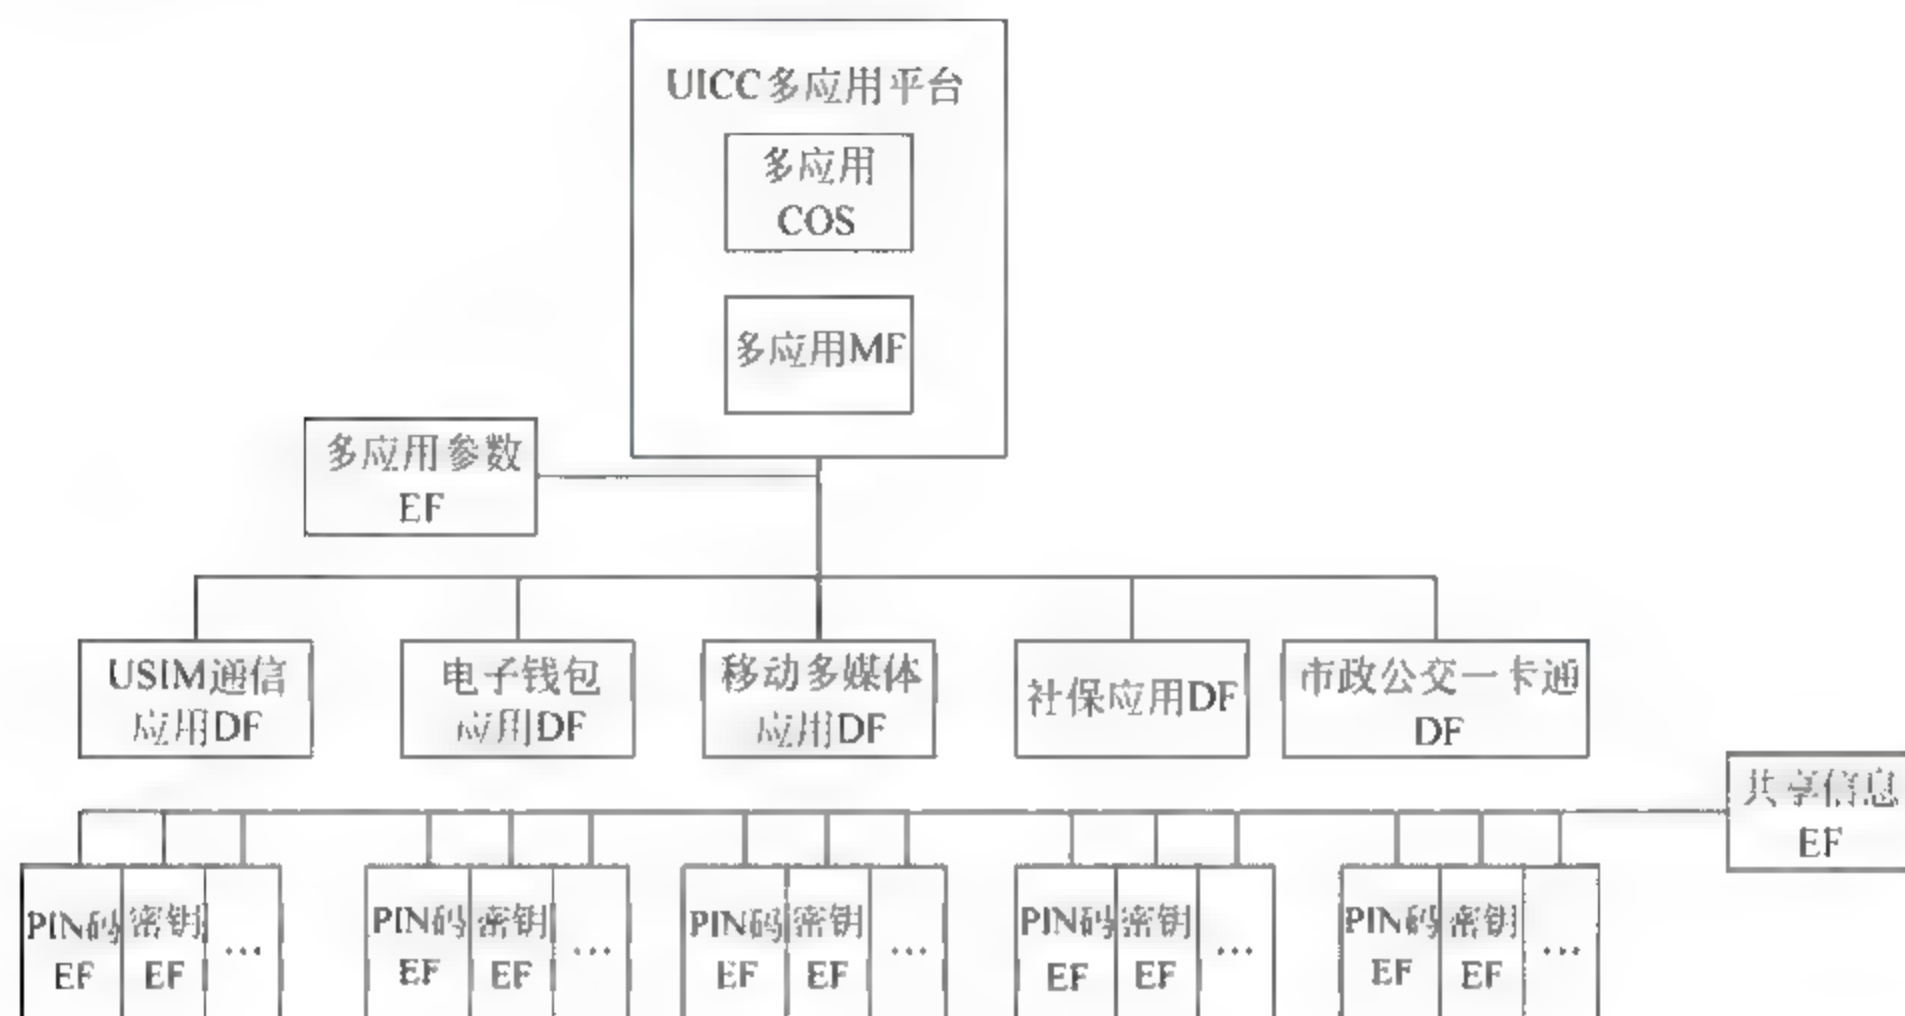 UICC多应用平台
多应用
COS
多应用MF
多应用参数
EF
USIM通信
应用DF
电子钱包
应用DF
移动多媒体
应用DF
社保应用DF
市政公交一卡通
DF
共享信息
EF
PIN码
EF
密钥
EF
…
PIN码
EF
密钥
EF
…
PIN码
EF
密钥
EF
…
PIN码
EF
密钥
EF
…
PIN码
EF
密钥
EF
…